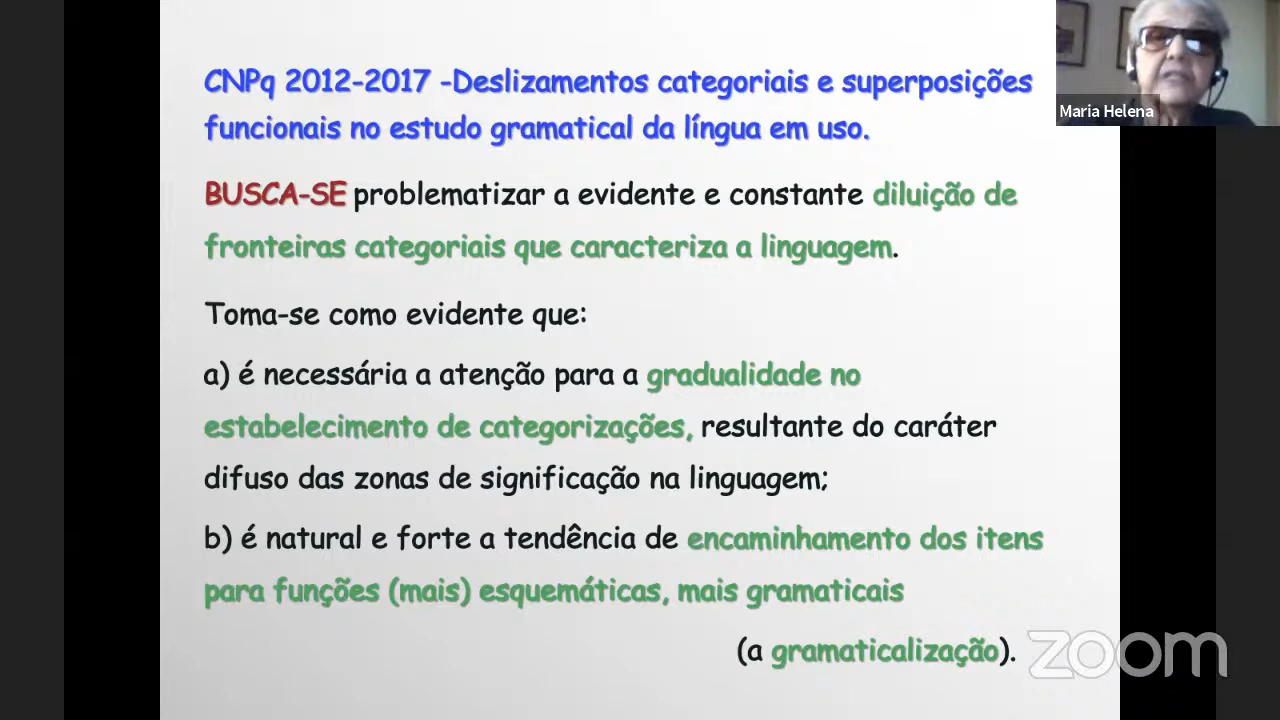 CNPq 2012-2017 -Deslizamentos categoriais e superposições
funcionais no estudo gramatical da língua em uso.
BUSCA-SE problematizar a evidente e constante diluição de
fronteiras categoriais que caracteriza a linguagem.
Toma-se como evidente que:
a) é necessária a atenção para a gradualidade no
estabelecimento de categorizações, resultante do caráter
difuso das zonas de significação na linguagem;
b) é natural e forte a tendência de encaminhamento dos itens
para funções (mais) esquemáticas, mais gramaticais
(a gramaticalização).
Maria Helena
zoom